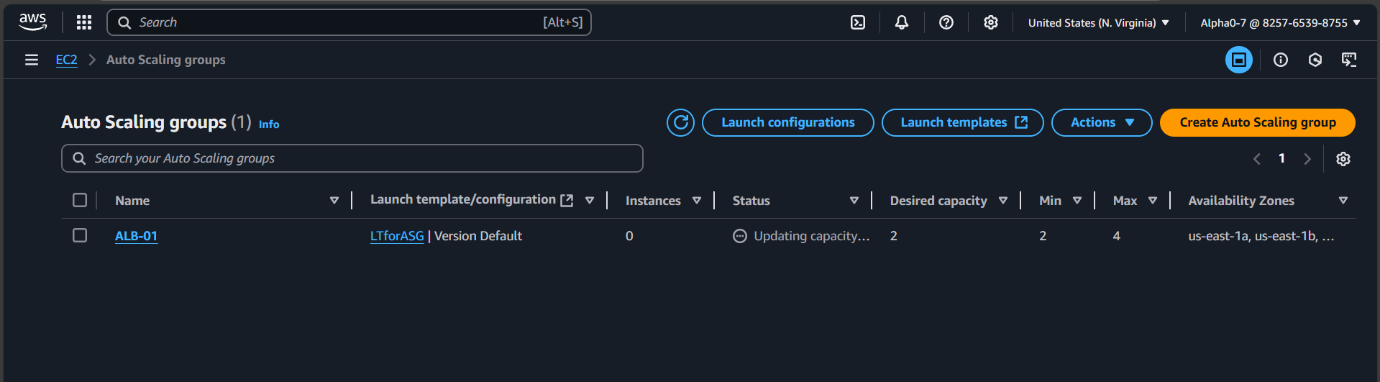 aws Search [Alt+S] United States (N. Virginia) Alpha0-7 @ 8257-6539-8755
EC2 Auto Scaling groups
Auto Scaling groups (1) Info Launch configurations Launch templates Actions Create Auto Scaling group
Search your Auto Scaling groups 1
Name Launch template/configuration Instances Status Desired capacity Min Max Availability Zones
ALB-01 LTforASG | Version Default 0 Updating capacity... 2 2 4 us-east-1a, us-east-1b, ...